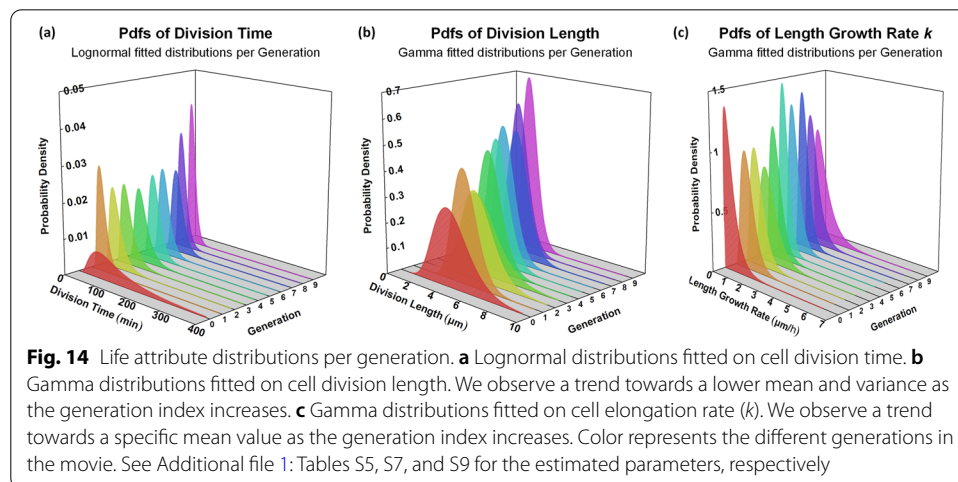 (a) Pdfs of Division Time
Lognormal fitted distributions per Generation
0.05
0.04
0.03
0.02
0.01
Probability Density
0
100
200
300
400
Division Time (min)
0 1 2 3 4 5 6 7 8 9
Generation
(b) Pdfs of Division Length
Gamma fitted distributions per Generation
0.7
0.6
0.5
0.4
0.3
0.2
0.1
Probability Density
0
2
4
6
8
10
Division Length (μm)
0 1 2 3 4 5 6 7 8 9
Generation
(c) Pdfs of Length Growth Rate k
Gamma fitted distributions per Generation
1.5
1
0.5
Probability Density
0
1
2
3
4
5
6
7
Length Growth Rate (μm/h)
0 1 2 3 4 5 6 7 8 9
Generation
Fig. 14 Life attribute distributions per generation. a Lognormal distributions fitted on cell division time. b
Gamma distributions fitted on cell division length. We observe a trend towards a lower mean and variance as
the generation index increases. c Gamma distributions fitted on cell elongation rate (k). We observe a trend
towards a specific mean value as the generation index increases. Color represents the different generations in
the movie. See Additional file 1: Tables S5, S7, and S9 for the estimated parameters, respectively